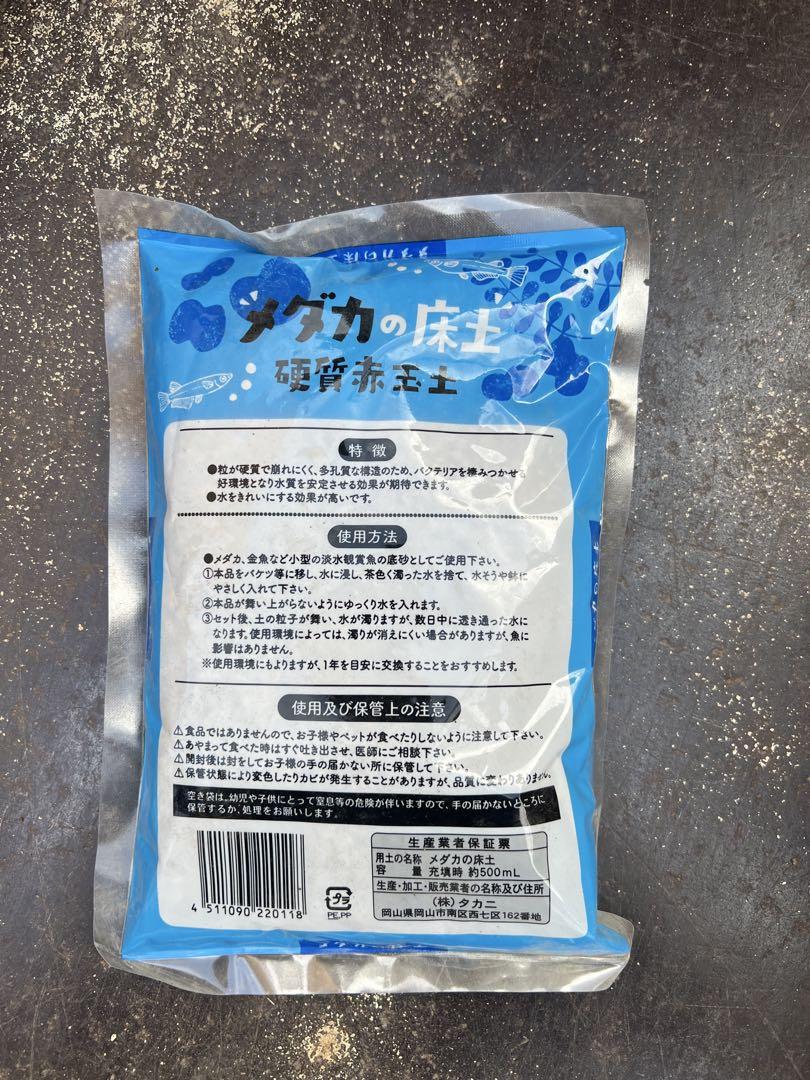 メダカの床土
メダカの床土
硬質赤玉土
特徴
●粒が硬質で崩れにくく、多孔質な構造のため、バクテリアを棲みつかせる
好環境となり水質を安定させる効果が期待できます。
●水をきれいにする効果が高いです。
使用方法
●メダカ、金魚など小型の淡水観賞魚の底砂としてご使用下さい。
①本品をバケツ等に移し、水に浸し、茶色く濁った水を捨て、水そうや鉢に
やさしく入れて下さい。
②本品が舞い上がらないようにゆっくり水を入れます。
③セット後、土の粒子が舞い、水が濁りますが、数日中に透き通った水に
なります。使用環境によっては、濁りが消えにくい場合がありますが、魚に
影響はありません。
※使用環境にもよりますが、1年を目安に交換することをおすすめします。
使用及び保管上の注意
⚠食品ではありませんので、お子様やペットが食べたりしないように注意して下さい。
⚠あやまって食べた時はすぐ吐き出させ、医師にご相談下さい。
⚠開封後は封をしてお子様の手の届かない所に保管して下さい。
⚠保管状態により変色したりカビが発生することがありますが、品質に変わりありません。
空き袋は、幼児や子供にとって窒息等の危険が伴いますので、手の届かないところに
保管するか、処理をお願いします。
生産業者保証票
用土の名称 メダカの床土
容量 充填時 約500mL
生産・加工・販売業者の名称及び住所
(株)タカニ
岡山県岡山市南区西七区162番地
4 511090 220118
プラ
PE,PP